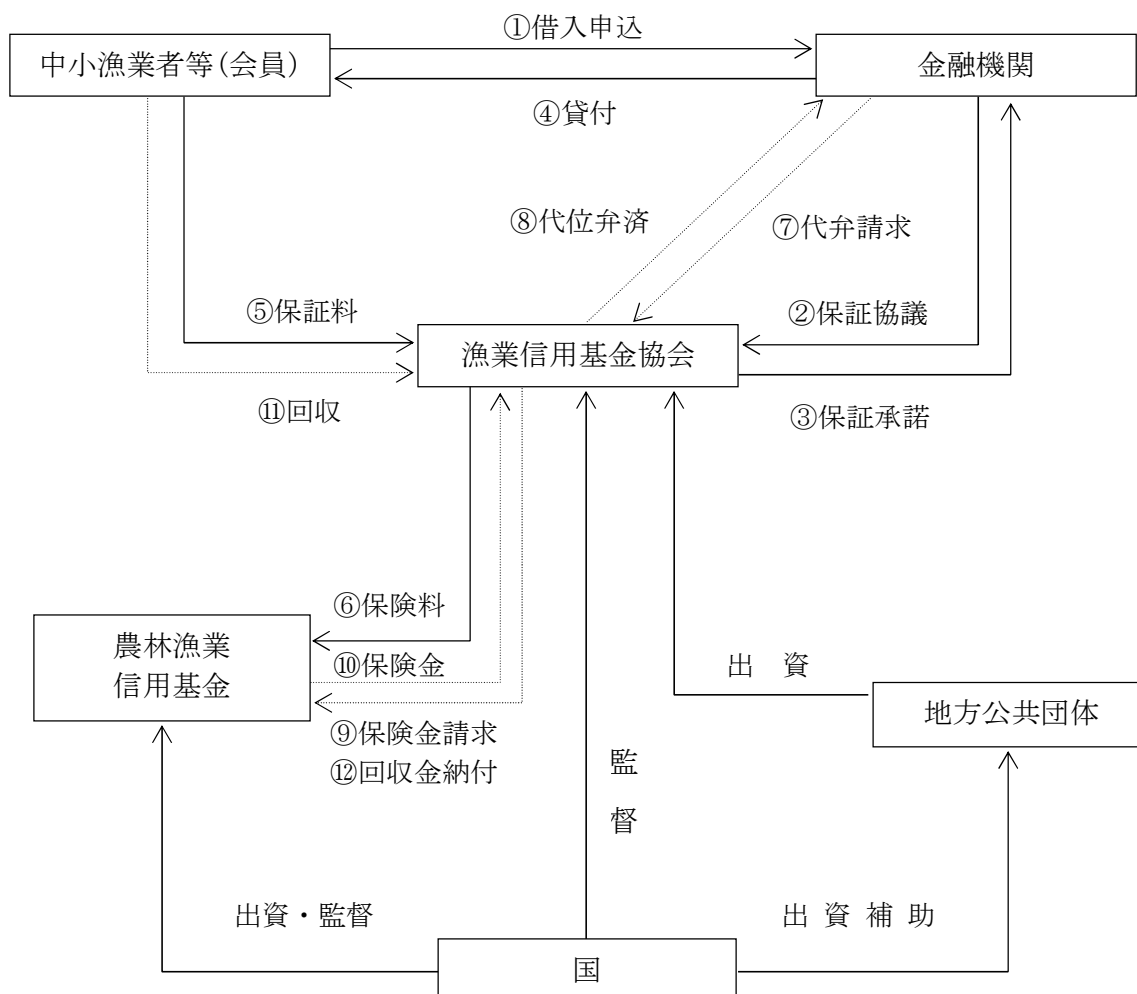 ①借入申込
中小漁業者等(会員)
金融機関
④貸付
⑧代位弁済
⑦代弁請求
⑤保証料
②保証協議
漁業信用基金協会
⑪回収
③保証承諾
⑥保険料
農林漁業
信用基金
⑩保険金
出　資
地方公共団体
⑨保険金請求
⑫回収金納付
監
督
出資・監督
出 資 補 助
国